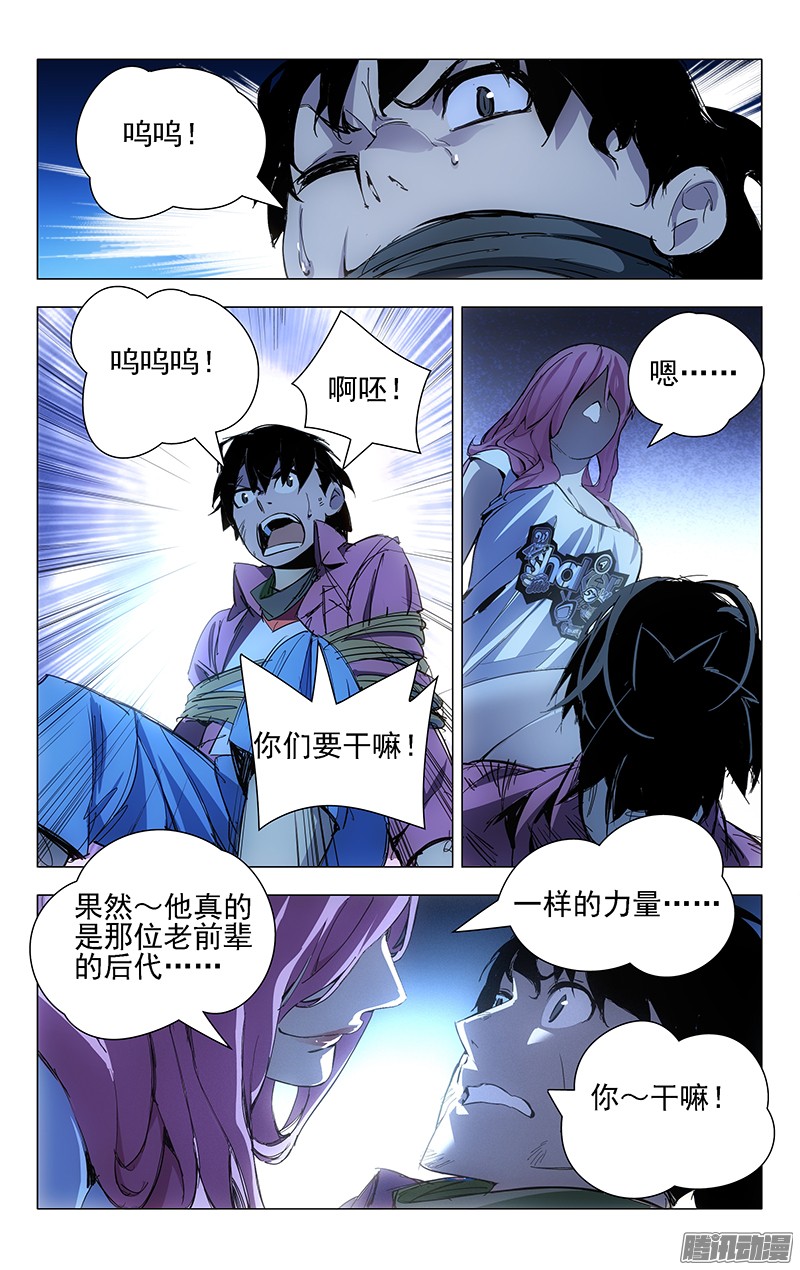 呜呜！
呜呜呜！
啊呸！
嗯……
你们要干嘛！
果然～他真的
是那位老前辈
的后代……
一样的力量……
你～干嘛！
腾讯动漫